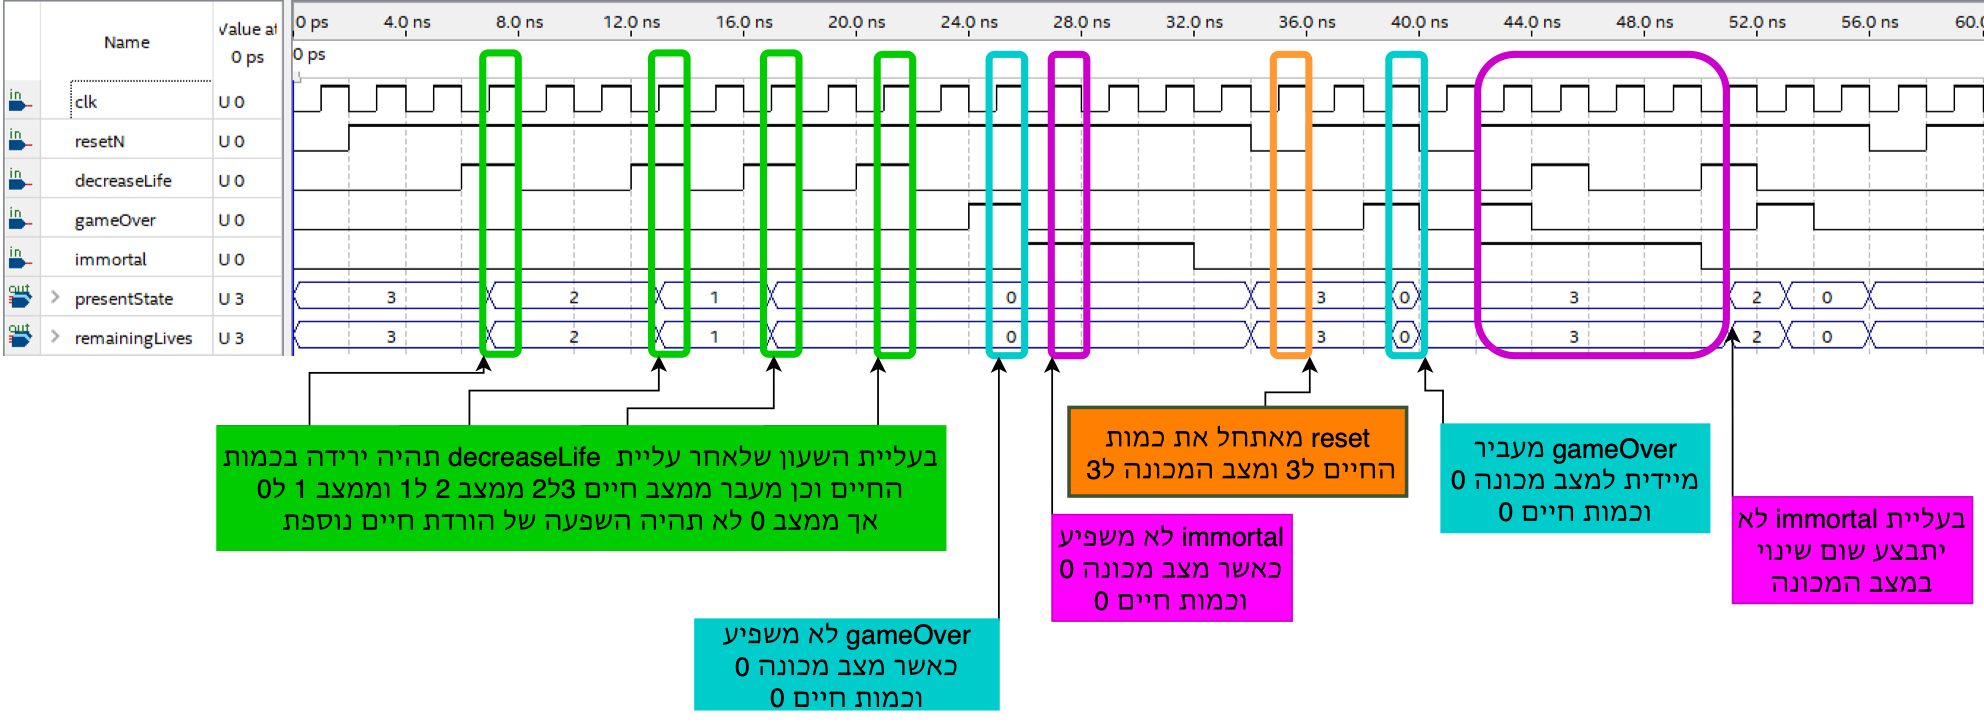 Name
Value at
0 ps
0 ps 4.0 ns 8.0 ns 12.0 ns 16.0 ns 20.0 ns 24.0 ns 28.0 ns 32.0 ns 36.0 ns 40.0 ns 44.0 ns 48.0 ns 52.0 ns 56.0 ns 60.0
0 ps
in clk U 0
in resetN U 0
in decreaseLife U 0
in gameOver U 0
in immortal U 0
out > presentState U 3 3 2 1 0 3 0 3 2 0
out > remainingLives U 3 3 2 1 0 3 0 3 2 0
בעליית השעון שלאחר עליית decreaseLife תהיה ירידה בכמות
החיים וכן מעבר ממצב חיים 3ל2 ממצב 2 ל1 וממצב 1 ל0
אך ממצב 0 לא תהיה השפעה של הורדת חיים נוספת
gameOver לא משפיע
כאשר מצב מכונה 0
וכמות חיים 0
immortal לא משפיע
כאשר מצב מכונה 0
וכמות חיים 0
reset מאתחל את כמות
החיים ל3 ומצב המכונה ל3
gameOver מעביר
מיידית למצב מכונה 0
וכמות חיים 0
בעליית immortal לא
יתבצע שום שינוי
במצב המכונה